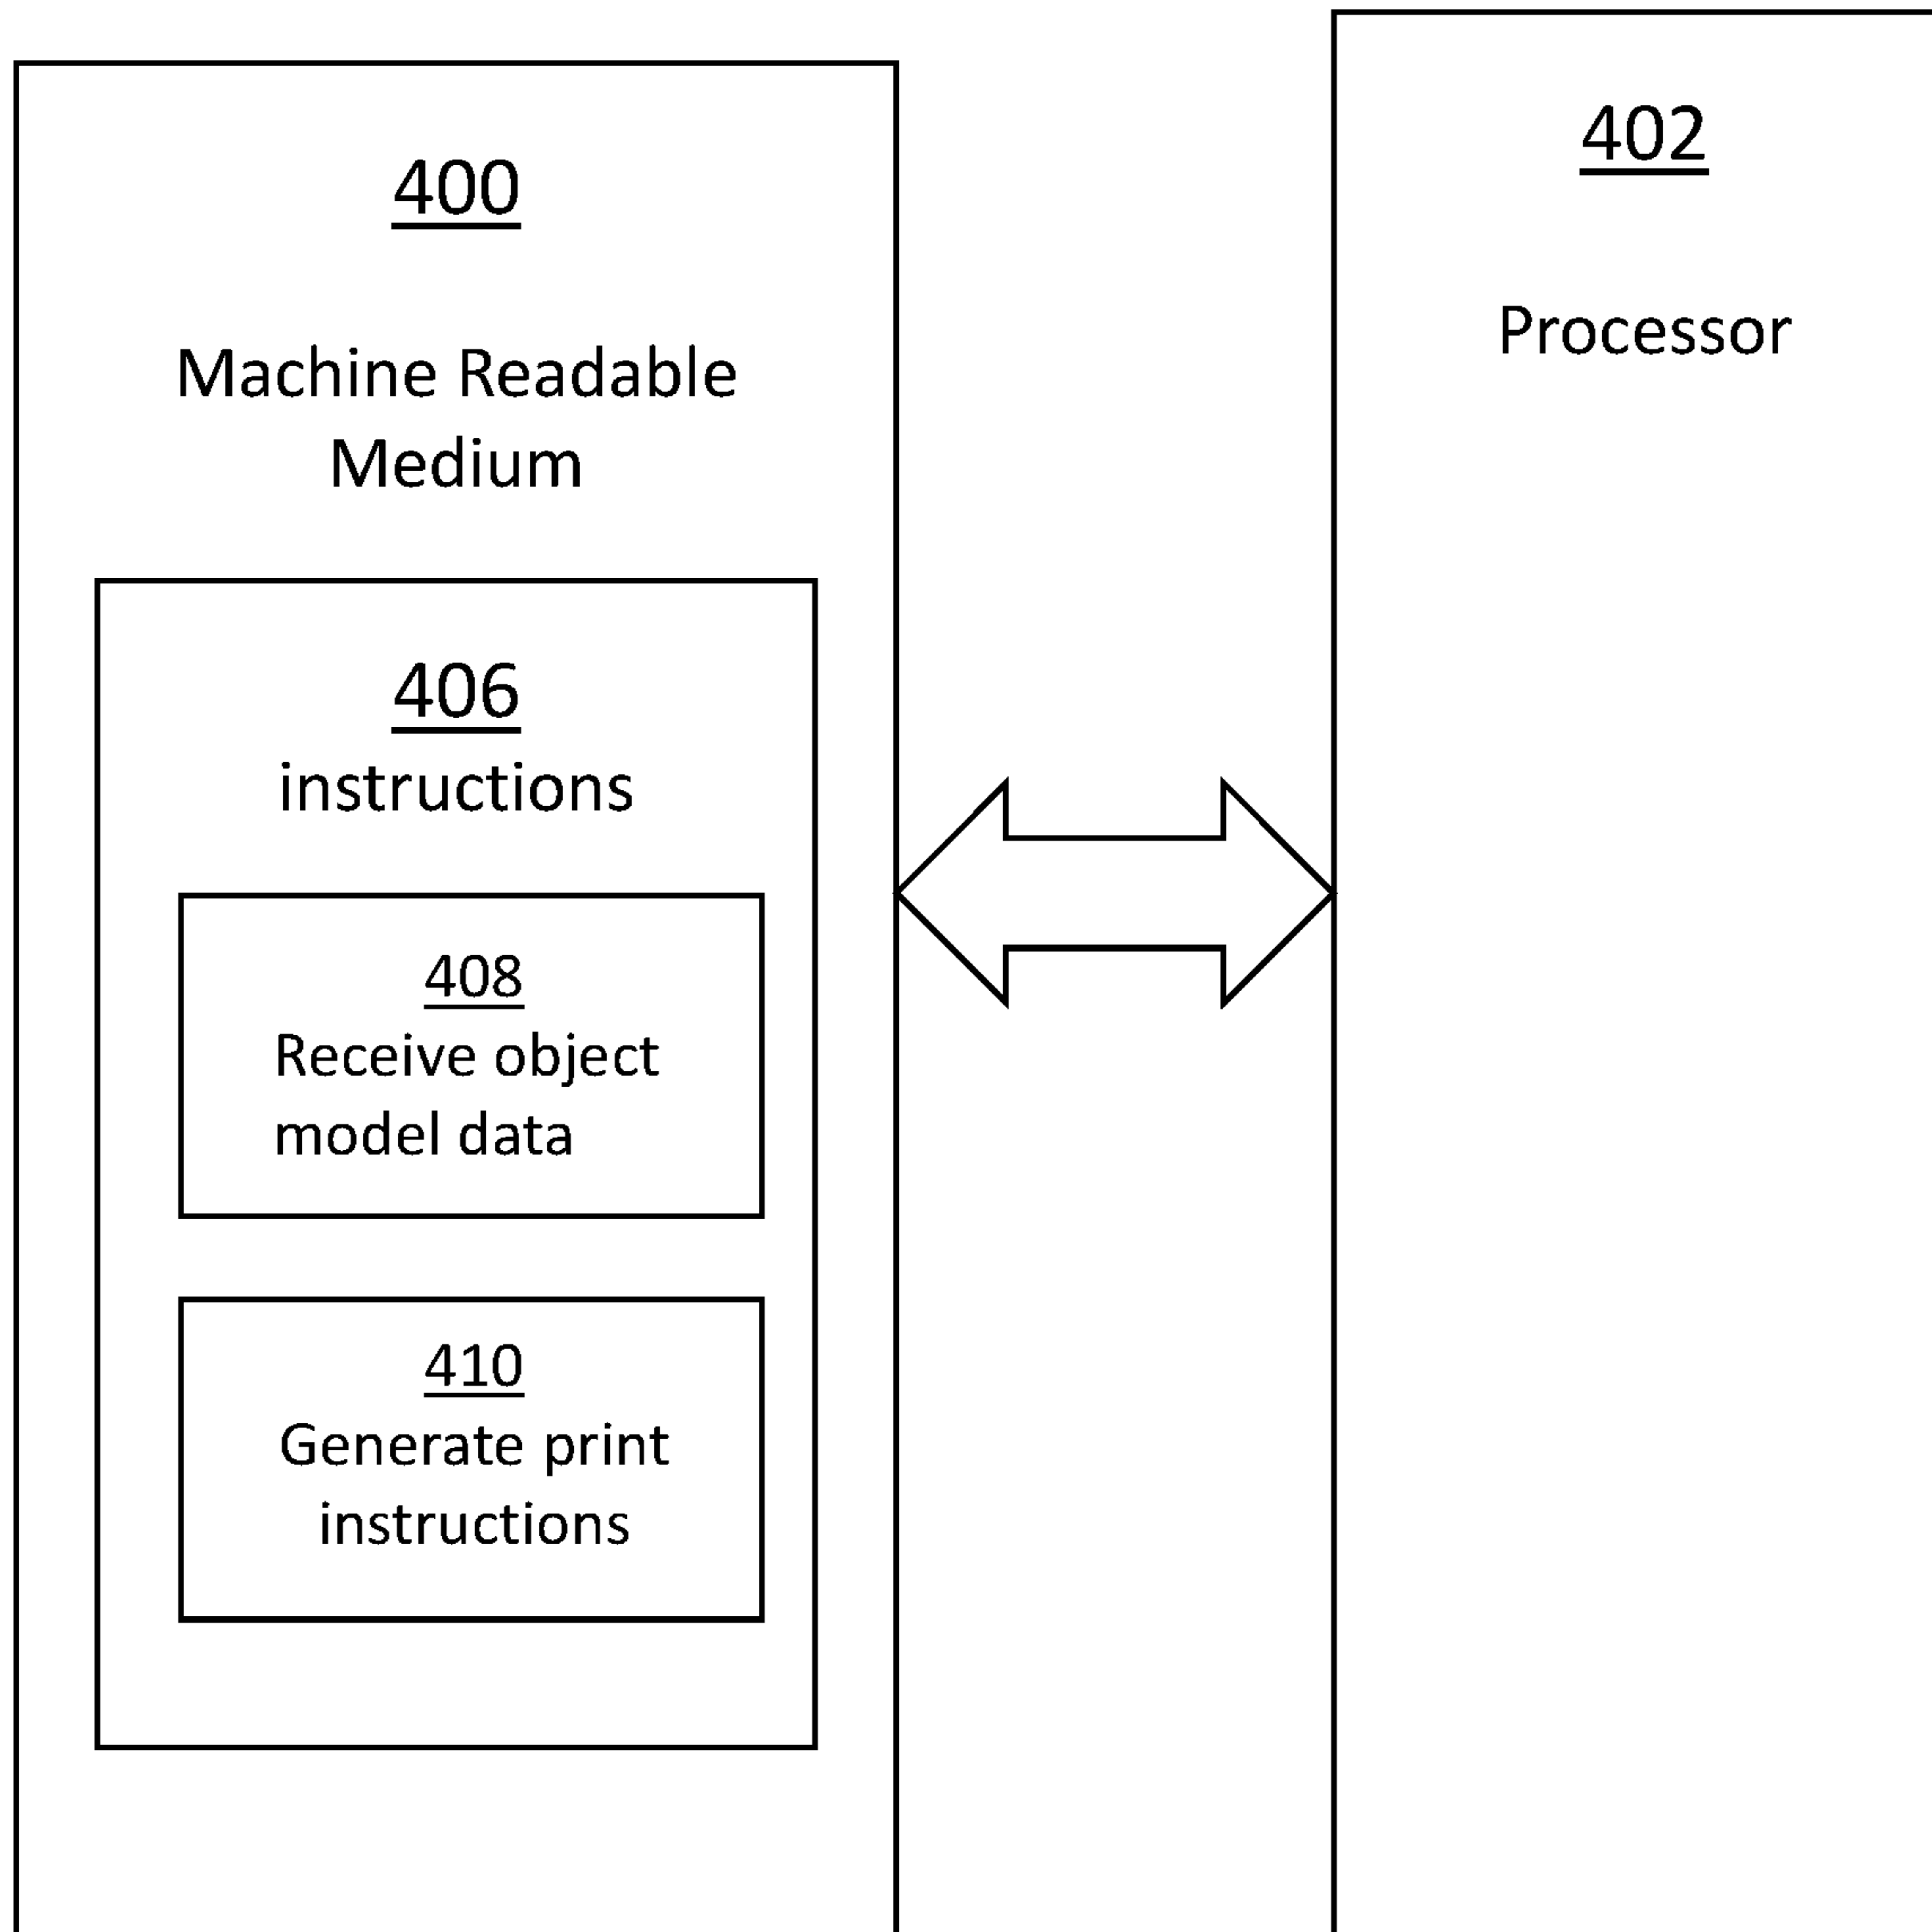 400
Machine Readable
Medium
406
instructions
408
Receive object
model data
410
Generate print
instructions
402
Processor